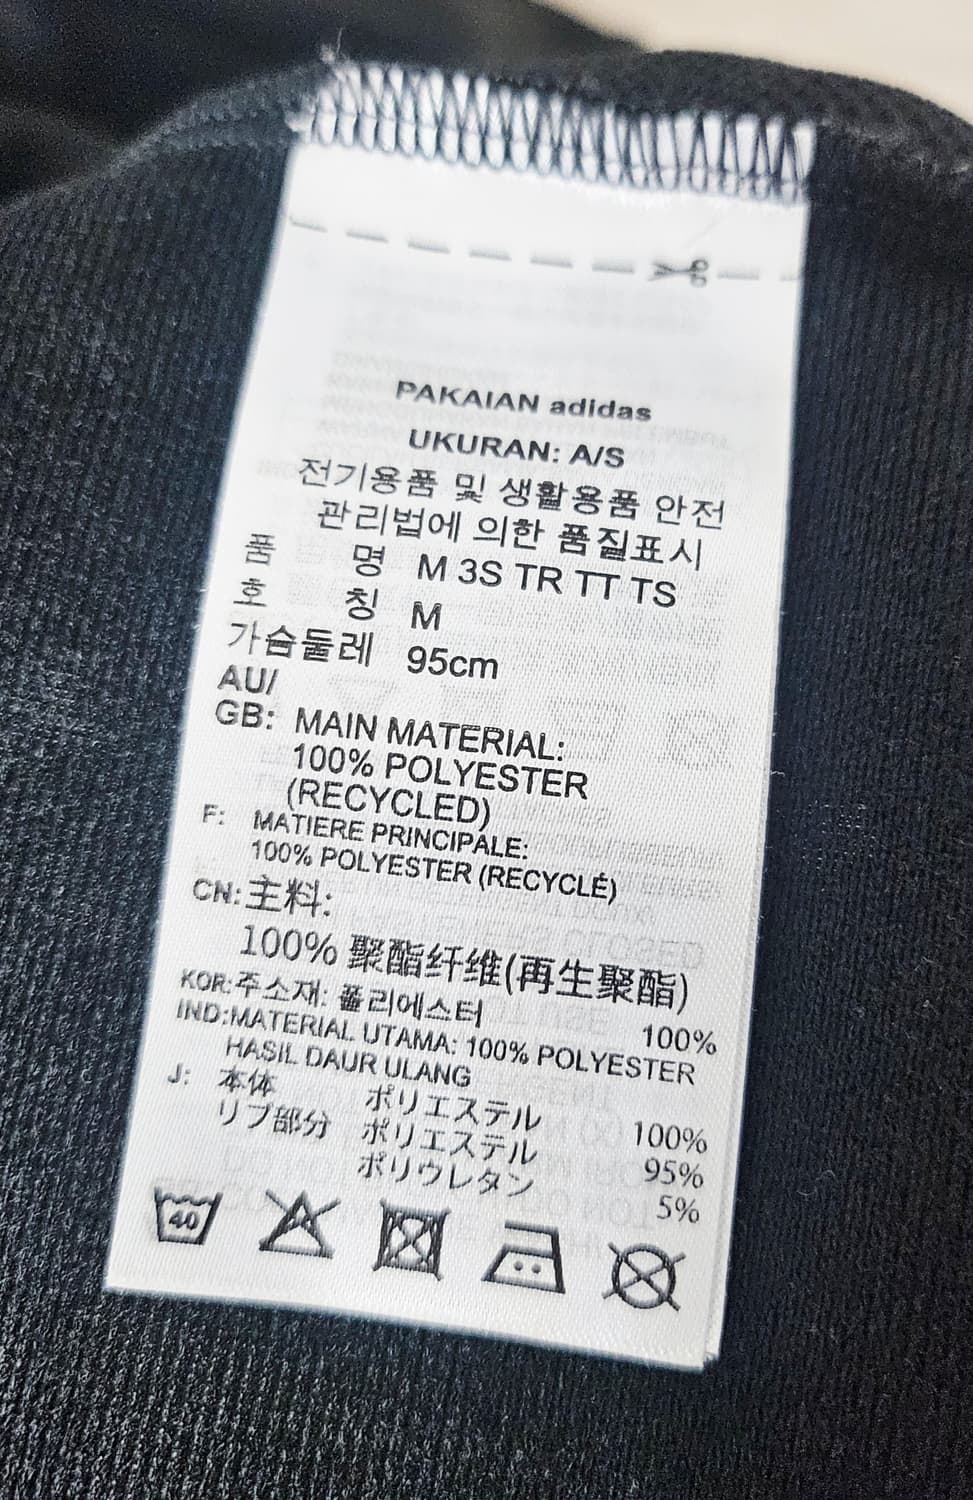 PAKAIAN adidas
UKURAN: A/S
전기용품 및 생활용품 안전
관리법에 의한 품질표시
품 명 M 3S TR TT TS
호 칭 M
가슴둘레 95cm
AU/
GB: MAIN MATERIAL:
100% POLYESTER
(RECYCLED)
F: MATIERE PRINCIPALE:
100% POLYESTER (RECYCLÉ)
CN: 主料:
100% 聚酯纤维(再生聚酯)
KOR: 주소재: 폴리에스터 100%
IND: MATERIAL UTAMA: 100% POLYESTER
HASIL DAUR ULANG
J: 本体 ポリエステル 100%
リブ部分 ポリエステル 95%
ポリウレタン 5%
40